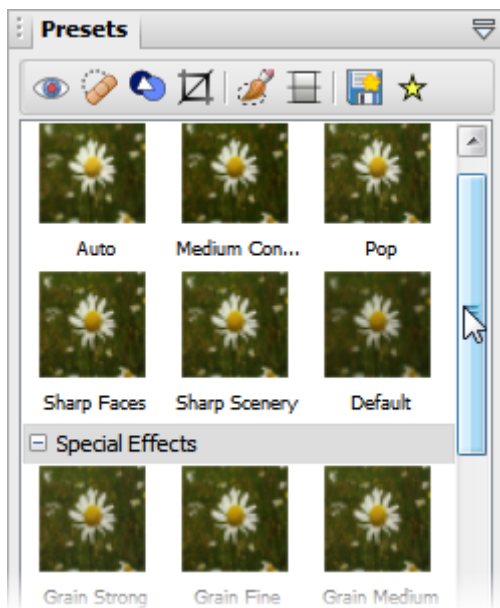 Presets
Auto Medium Con... Pop
Sharp Faces Sharp Scenery Default
Special Effects
Grain Strong Grain Fine Grain Medium